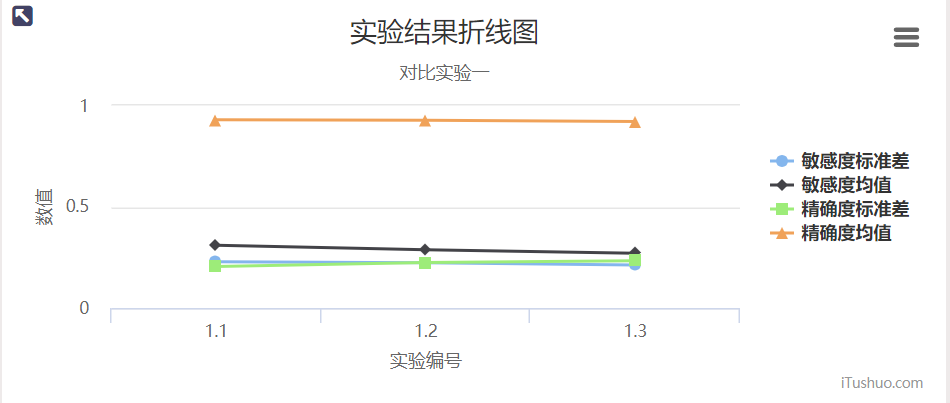 实验结果折线图
对比实验一
1
0.5
0
数值
1.1 1.2 1.3
实验编号
敏感度标准差
敏感度均值
精确度标准差
精确度均值
iTushuo.com